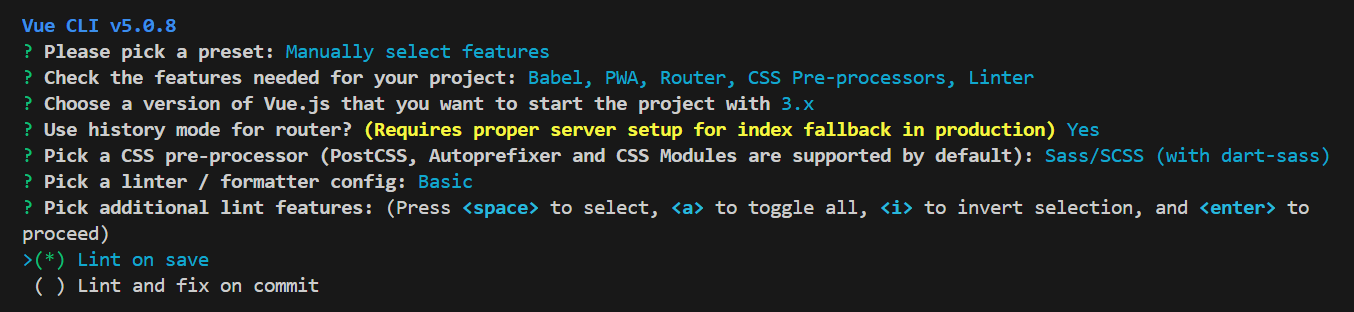 Vue CLI v5.0.8
? Please pick a preset: Manually select features
? Check the features needed for your project: Babel, PWA, Router, CSS Pre-processors, Linter
? Choose a version of Vue.js that you want to start the project with 3.x
? Use history mode for router? (Requires proper server setup for index fallback in production) Yes
? Pick a CSS pre-processor (PostCSS, Autoprefixer and CSS Modules are supported by default): Sass/SCSS (with dart-sass)
? Pick a linter / formatter config: Basic
? Pick additional lint features: (Press <space> to select, <a> to toggle all, <i> to invert selection, and <enter> to
proceed)
>(*) Lint on save
 ( ) Lint and fix on commit